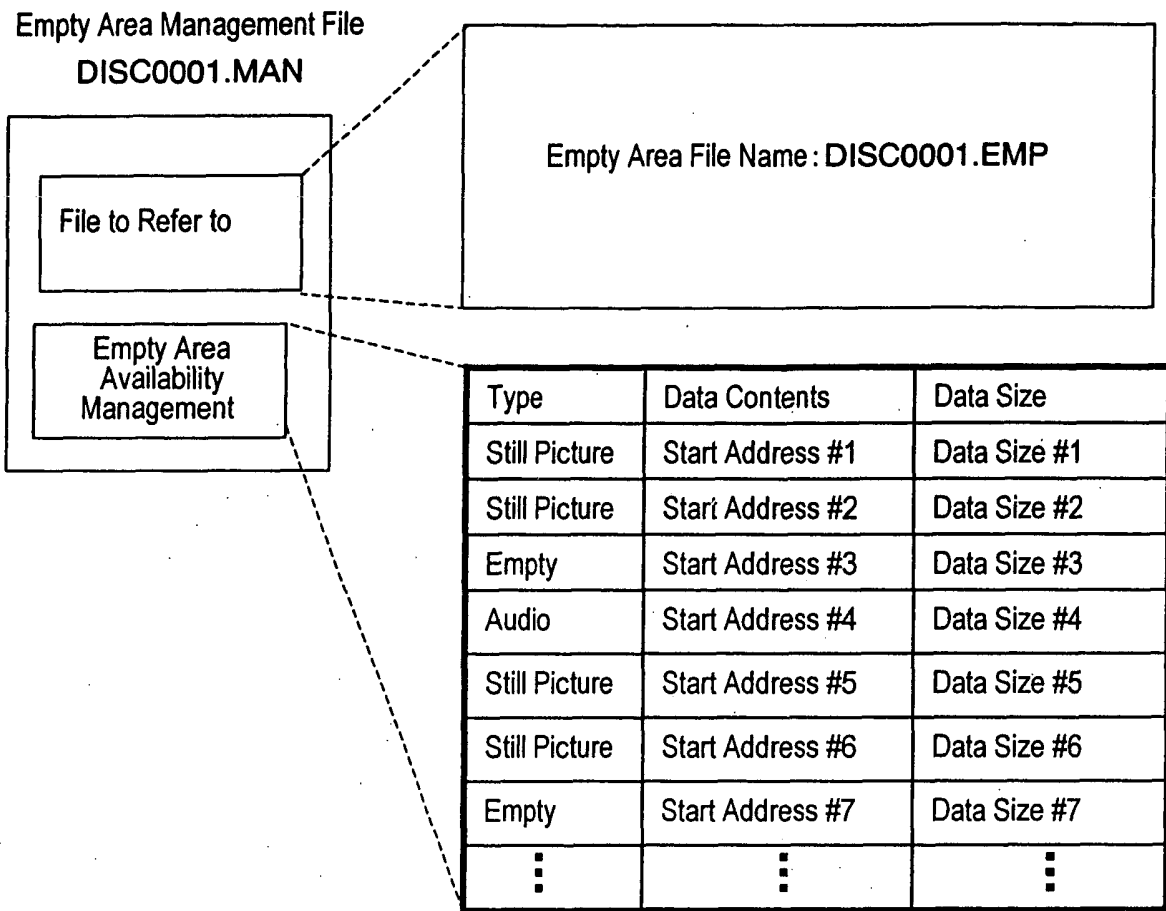 Empty Area Management File
DISC0001.MAN
File to Refer to
Empty Area
Availability
Management
Empty Area File Name : DISC0001.EMP
Type Data Contents Data Size
Still Picture Start Address #1 Data Size #1
Still Picture Start Address #2 Data Size #2
Empty Start Address #3 Data Size #3
Audio Start Address #4 Data Size #4
Still Picture Start Address #5 Data Size #5
Still Picture Start Address #6 Data Size #6
Empty Start Address #7 Data Size #7
⋮ ⋮ ⋮